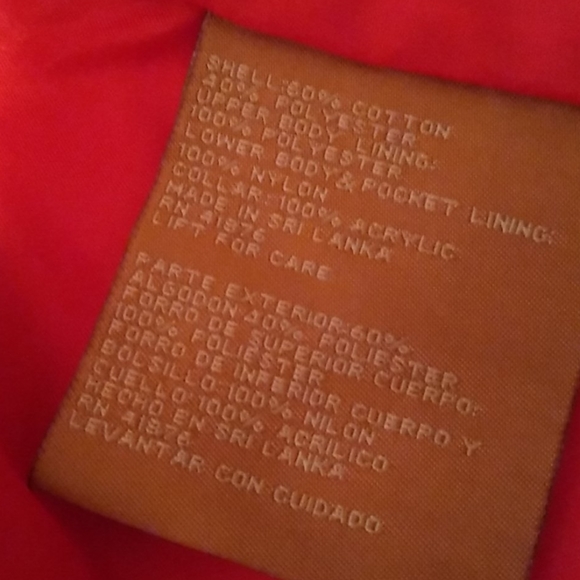 SHELL: 60% COTTON
40% POLYESTER
UPPER BODY LINING:
100% POLYESTER
LOWER BODY & POCKET LINING:
100% NYLON
COLLAR: 100% ACRYLIC
MADE IN SRI LANKA
RN 41976
LIFT FOR CARE
PARTE EXTERIOR: 60%
ALGODON 40% POLIESTER
FORRO DE SUPERIOR CUERPO:
100% POLIESTER
FORRO DE INFERIOR CUERPO Y
BOLSILLO: 100% NILON
CUELLO: 100% ACRILICO
HECHO EN SRI LANKA
RN 41976
LEVANTAR CON CUIDADO